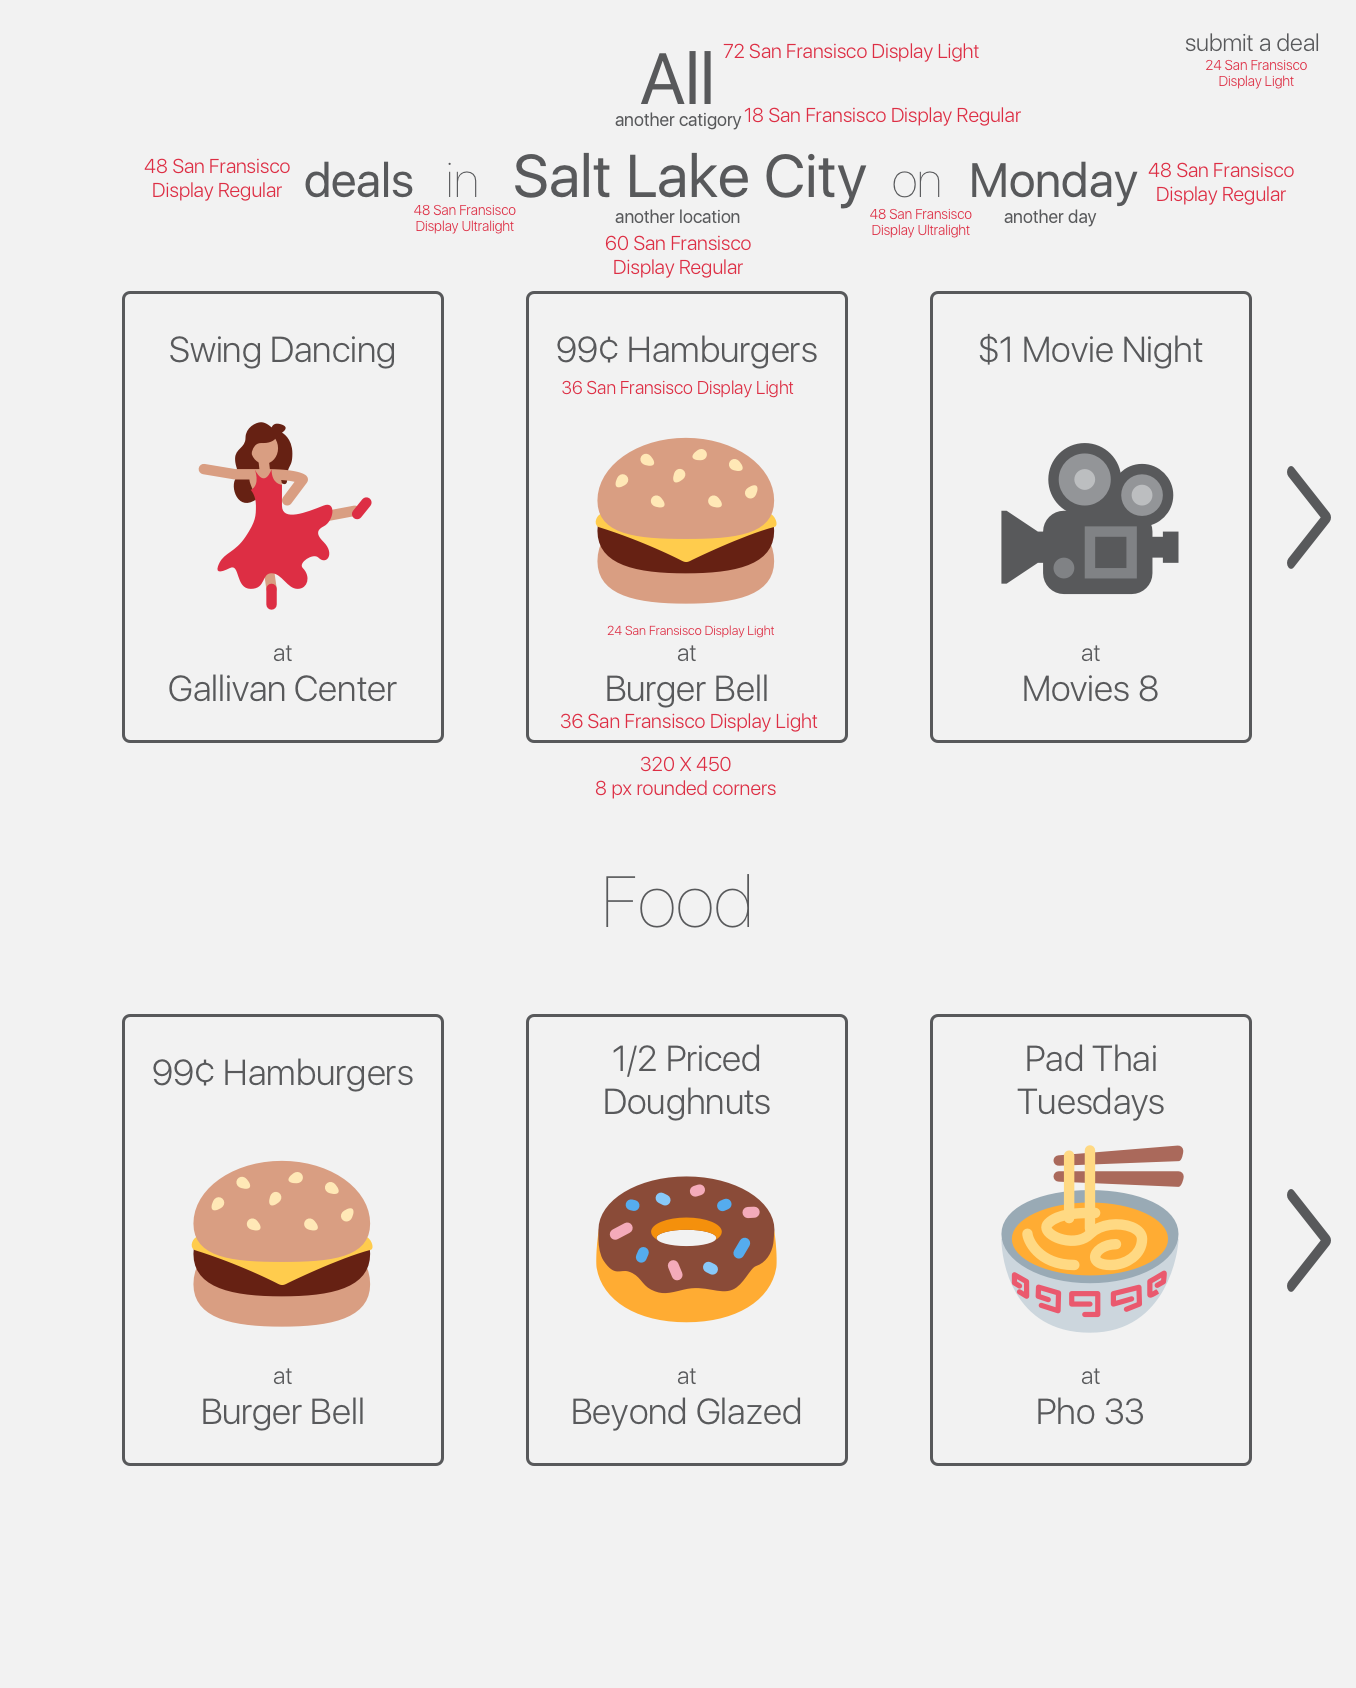 submit a deal
24 San Fransisco
Display Light
All
72 San Fransisco Display Light
another catigory
18 San Fransisco Display Regular
48 San Fransisco
Display Regular
deals in Salt Lake City on Monday
48 San Fransisco
Display Regular
48 San Fransisco
Display Ultralight
another location
48 San Fransisco
Display Ultralight
another day
60 San Fransisco
Display Regular
Swing Dancing
at
Gallivan Center
99¢ Hamburgers
36 San Fransisco Display Light
24 San Fransisco Display Light
at
Burger Bell
36 San Fransisco Display Light
320 X 450
8 px rounded corners
$1 Movie Night
at
Movies 8
Food
99¢ Hamburgers
at
Burger Bell
1/2 Priced
Doughnuts
at
Beyond Glazed
Pad Thai
Tuesdays
at
Pho 33